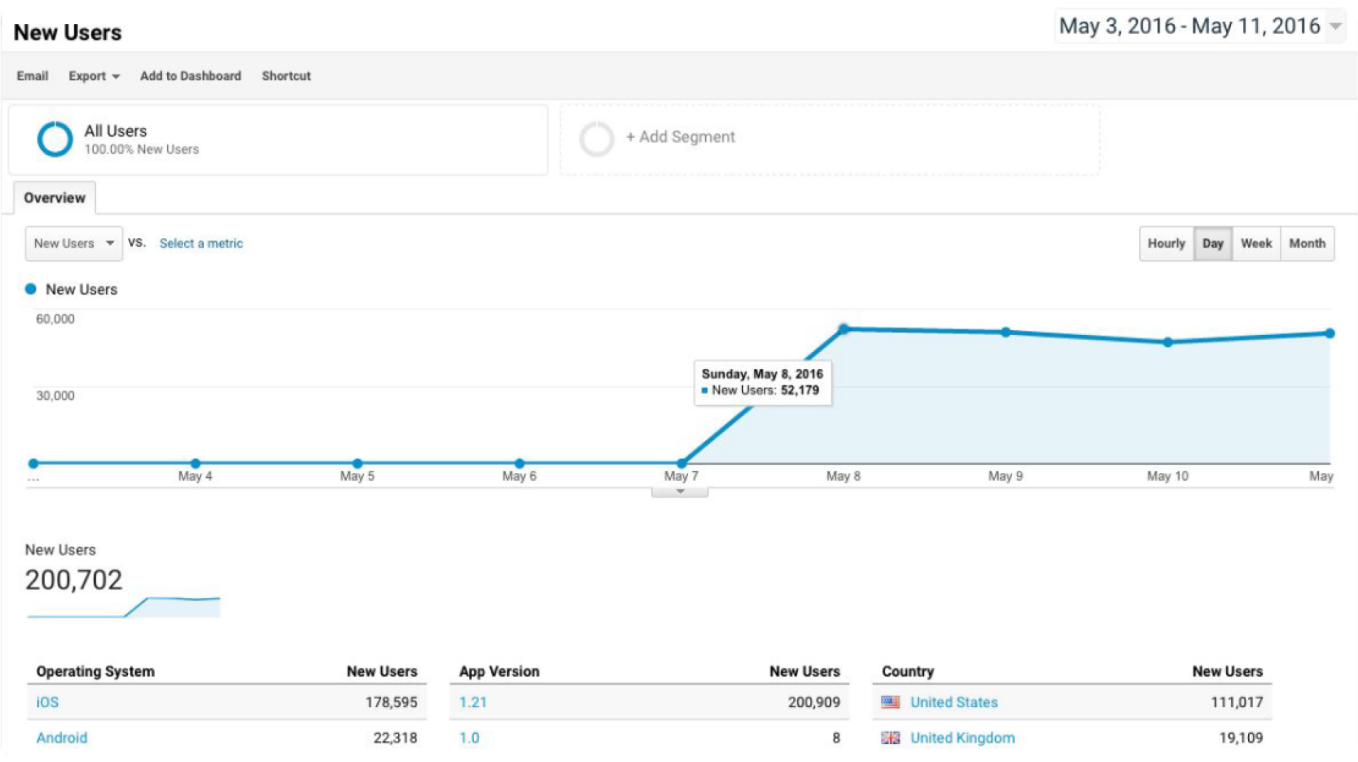 New Users
May 3, 2016 - May 11, 2016
Email Export Add to Dashboard Shortcut
All Users
100.00% New Users
+ Add Segment
Overview
New Users VS. Select a metric
Hourly Day Week Month
New Users
60,000
30,000
Sunday, May 8, 2016
New Users: 52,179
... May 4 May 5 May 6 May 7 May 8 May 9 May 10 May
New Users
200,702
Operating System New Users App Version New Users Country New Users
iOS 178,595 1.21 200,909 United States 111,017
Android 22,318 1.0 8 United Kingdom 19,109